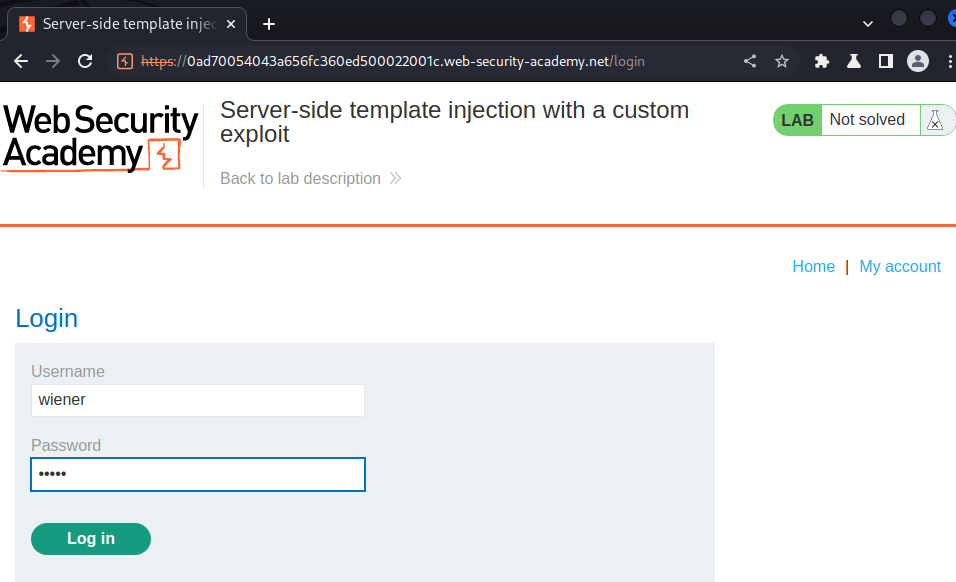 Server-side template injec
https://0ad70054043a656fc360ed500022001c.web-security-academy.net/login
Web Security
Academy
Server-side template injection with a custom
exploit
Back to lab description
LAB Not solved
Home | My account
Login
Username
wiener
Password
•••••
Log in